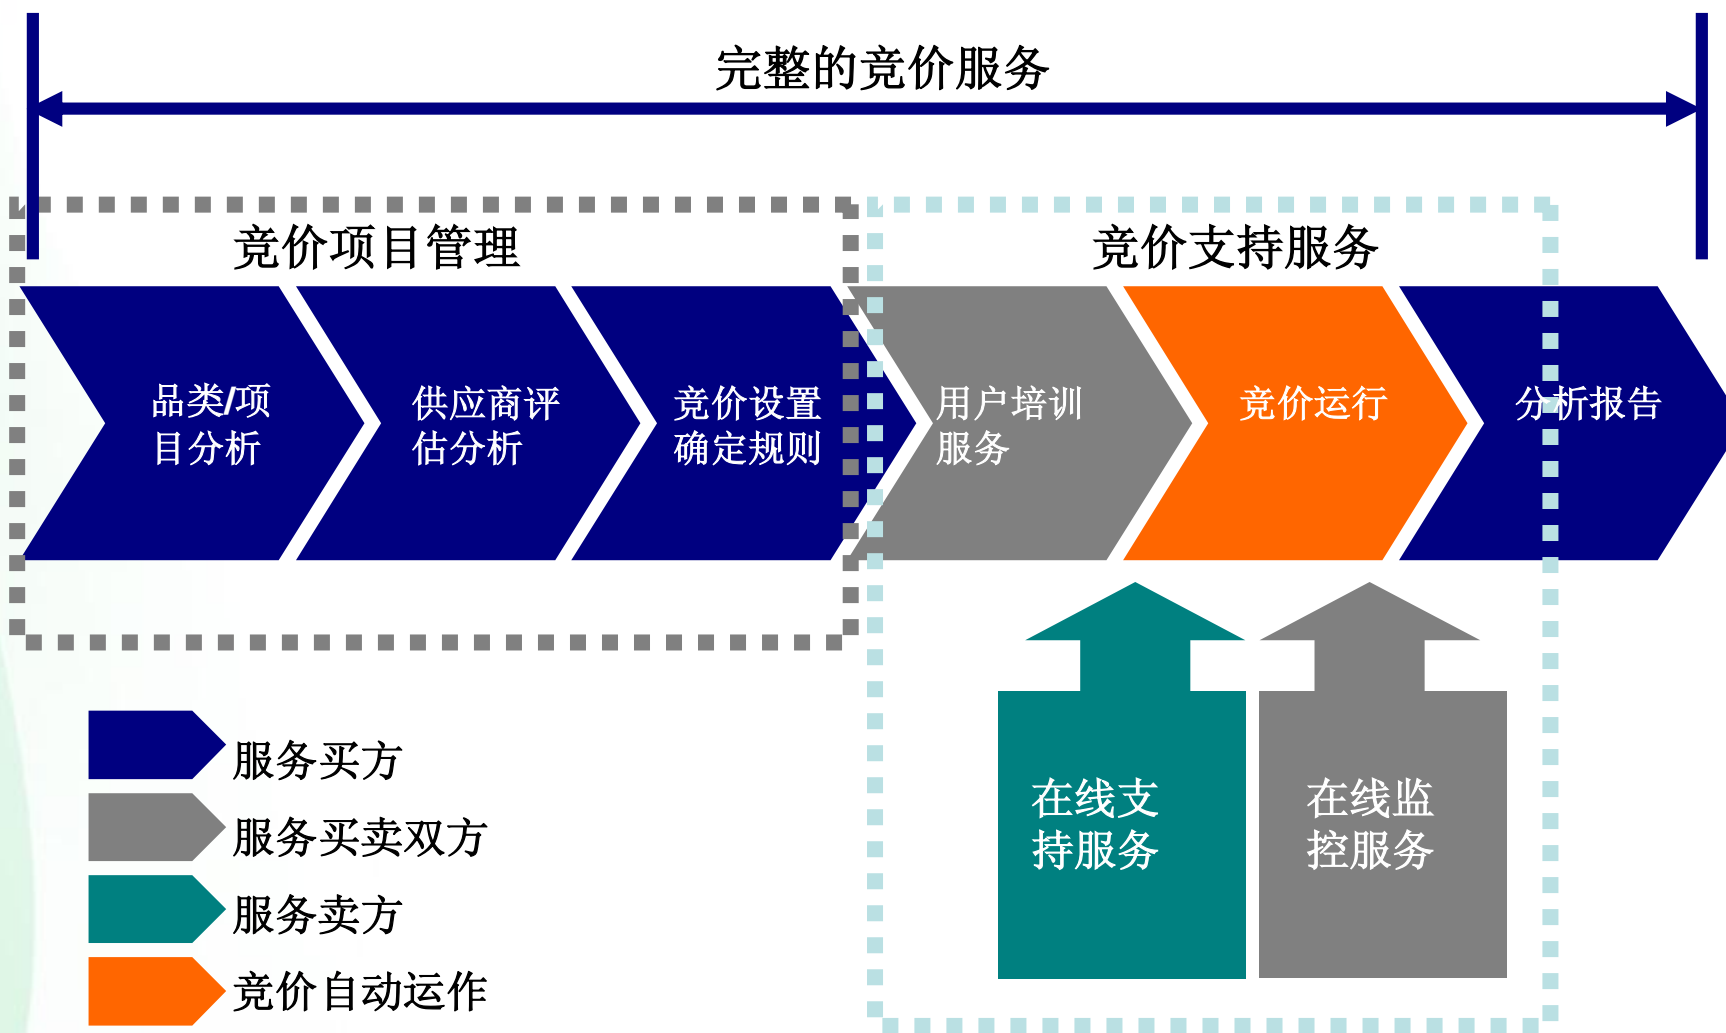 完整的竞价服务
竞价项目管理
竞价支持服务
品类/项
目分析
供应商评
估分析
竞价设置
确定规则
用户培训
服务
竞价运行
分析报告
在线支
持服务
在线监
控服务
服务买方
服务买卖双方
服务卖方
竞价自动运作